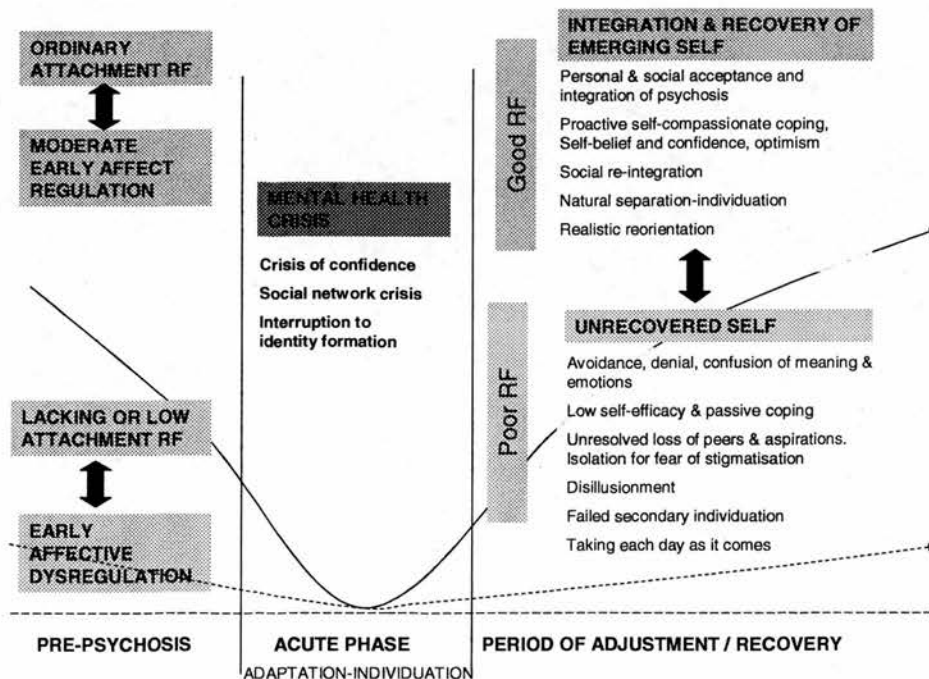 ORDINARY
ATTACHMENT RF
MODERATE
EARLY AFFECT
REGULATION
LACKING OR LOW
ATTACHMENT RF
EARLY
AFFECTIVE
DYSREGULATION
MENTAL HEALTH
CRISIS
Crisis of confidence
Social network crisis
Interruption to
identity formation
Good RF
INTEGRATION & RECOVERY OF
EMERGING SELF
Personal & social acceptance and
integration of psychosis
Proactive self-compassionate coping,
Self-belief and confidence, optimism
Social re-integration
Natural separation-individuation
Realistic reorientation
Poor RF
UNRECOVERED SELF
Avoidance, denial, confusion of meaning &
emotions
Low self-efficacy & passive coping
Unresolved loss of peers & aspirations.
Isolation for fear of stigmatisation
Disillusionment
Failed secondary individuation
Taking each day as it comes
PRE-PSYCHOSIS
ACUTE PHASE
PERIOD OF ADJUSTMENT / RECOVERY
ADAPTATION-INDIVIDUATION